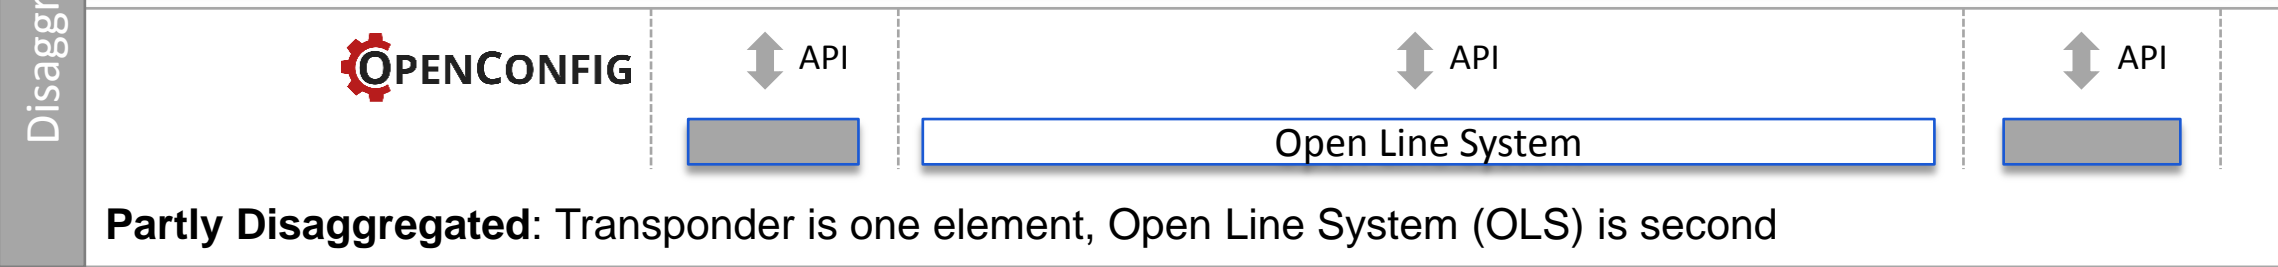 Disaggr
OPENCONFIG API API API
Open Line System
Partly Disaggregated: Transponder is one element, Open Line System (OLS) is second